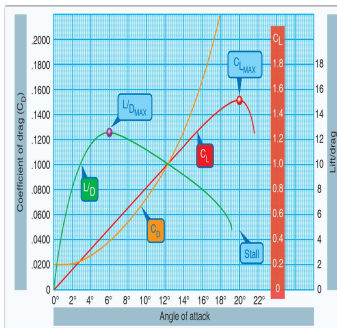 Coefficient of drag (CD)
.2000
.1800
.1600
.1400
.1200
.1000
.0800
.0600
.0400
.0200
0
CL
1.8
1.6
1.4
1.2
1.0
0.8
0.6
0.4
0.2
0
18
16
14
12
10
8
6
4
2
0
Lift/drag
L/DMAX
CLMAX
CL
L/D
CD
Stall
0° 2° 4° 6° 8° 10° 12° 14° 16° 18° 20° 22°
Angle of attack